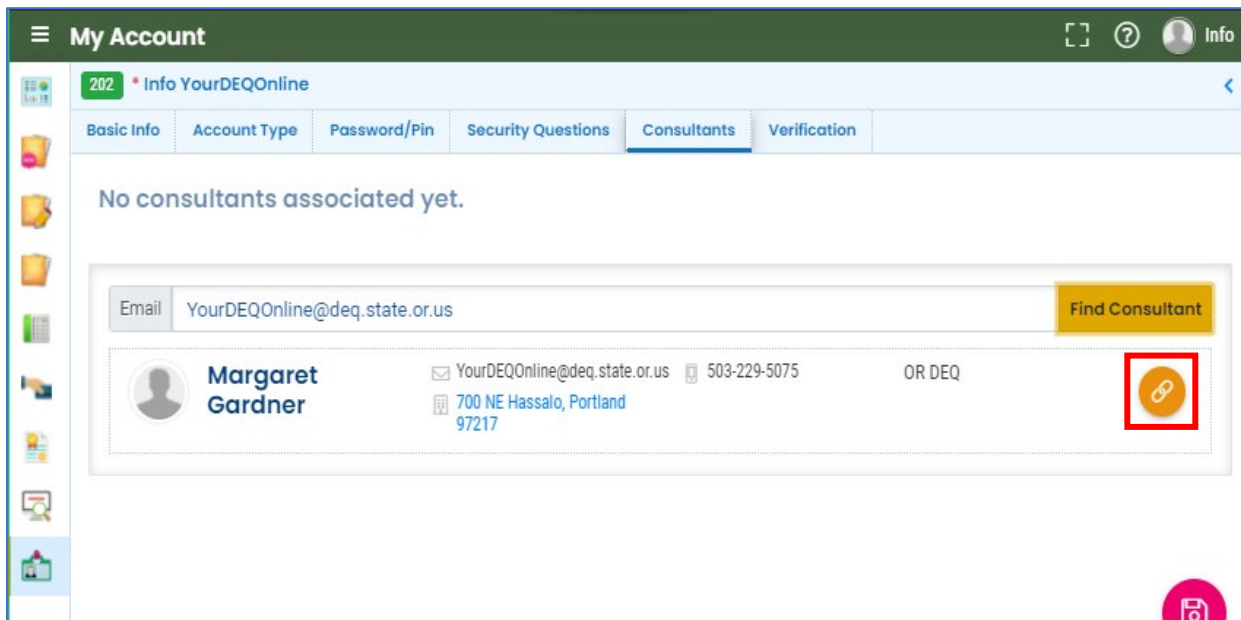 My Account
Info
202 * Info YourDEQOnline
Basic Info Account Type Password/Pin Security Questions Consultants Verification
No consultants associated yet.
Email YourDEQOnline@deq.state.or.us Find Consultant
Margaret
Gardner
YourDEQOnline@deq.state.or.us 503-229-5075 OR DEQ
700 NE Hassalo, Portland
97217